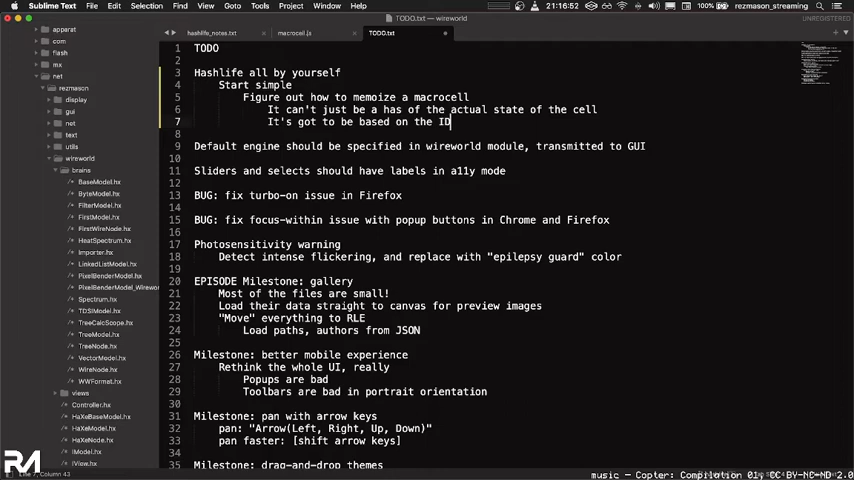 Sublime Text File Edit Selection Find View Goto Tools Project Window Help 100% rezmason_streaming 21:16:52
TODO.txt — wireworld
UNREGISTERED
hashlife_notes.txt macrocell.js TODO.txt
apparat
com
flash
mx
net
rezmason
display
gui
net
text
utils
wireworld
brains
BaseModel.hx
ByteModel.hx
FilterModel.hx
FirstModel.hx
FirstWireNode.hx
HeatSpectrum.hx
Importer.hx
LinkedListModel.hx
PixelBenderModel.hx
PixelBenderModel_Wirewo
Spectrum.hx
TDSIModel.hx
TreeCalcScope.hx
TreeModel.hx
TreeNode.hx
VectorModel.hx
WireNode.hx
WWFormat.hx
views
Controller.hx
HaXeBaseModel.hx
HaXeModel.hx
HaXeNode.hx
IModel.hx
IView.hx
1 TODO
2
3 Hashlife all by yourself
4 Start simple
5 Figure out how to memoize a macrocell
6 It can't just be a has of the actual state of the cell
7 It's got to be based on the ID
8
9 Default engine should be specified in wireworld module, transmitted to GUI
10
11 Sliders and selects should have labels in a11y mode
12
13 BUG: fix turbo-on issue in Firefox
14
15 BUG: fix focus-within issue with popup buttons in Chrome and Firefox
16
17 Photosensitivity warning
18 Detect intense flickering, and replace with "epilepsy guard" color
19
20 EPISODE Milestone: gallery
21 Most of the files are small!
22 Load their data straight to canvas for preview images
23 "Move" everything to RLE
24 Load paths, authors from JSON
25
26 Milestone: better mobile experience
27 Rethink the whole UI, really
28 Popups are bad
29 Toolbars are bad in portrait orientation
30
31 Milestone: pan with arrow keys
32 pan: "Arrow(Left, Right, Up, Down)"
33 pan faster: [shift arrow keys]
34
35 Milestone: drag-and-drop themes
RM
Line 7, Column 43
music – Copter: Compilation 01, CC BY-NC-ND 2.0